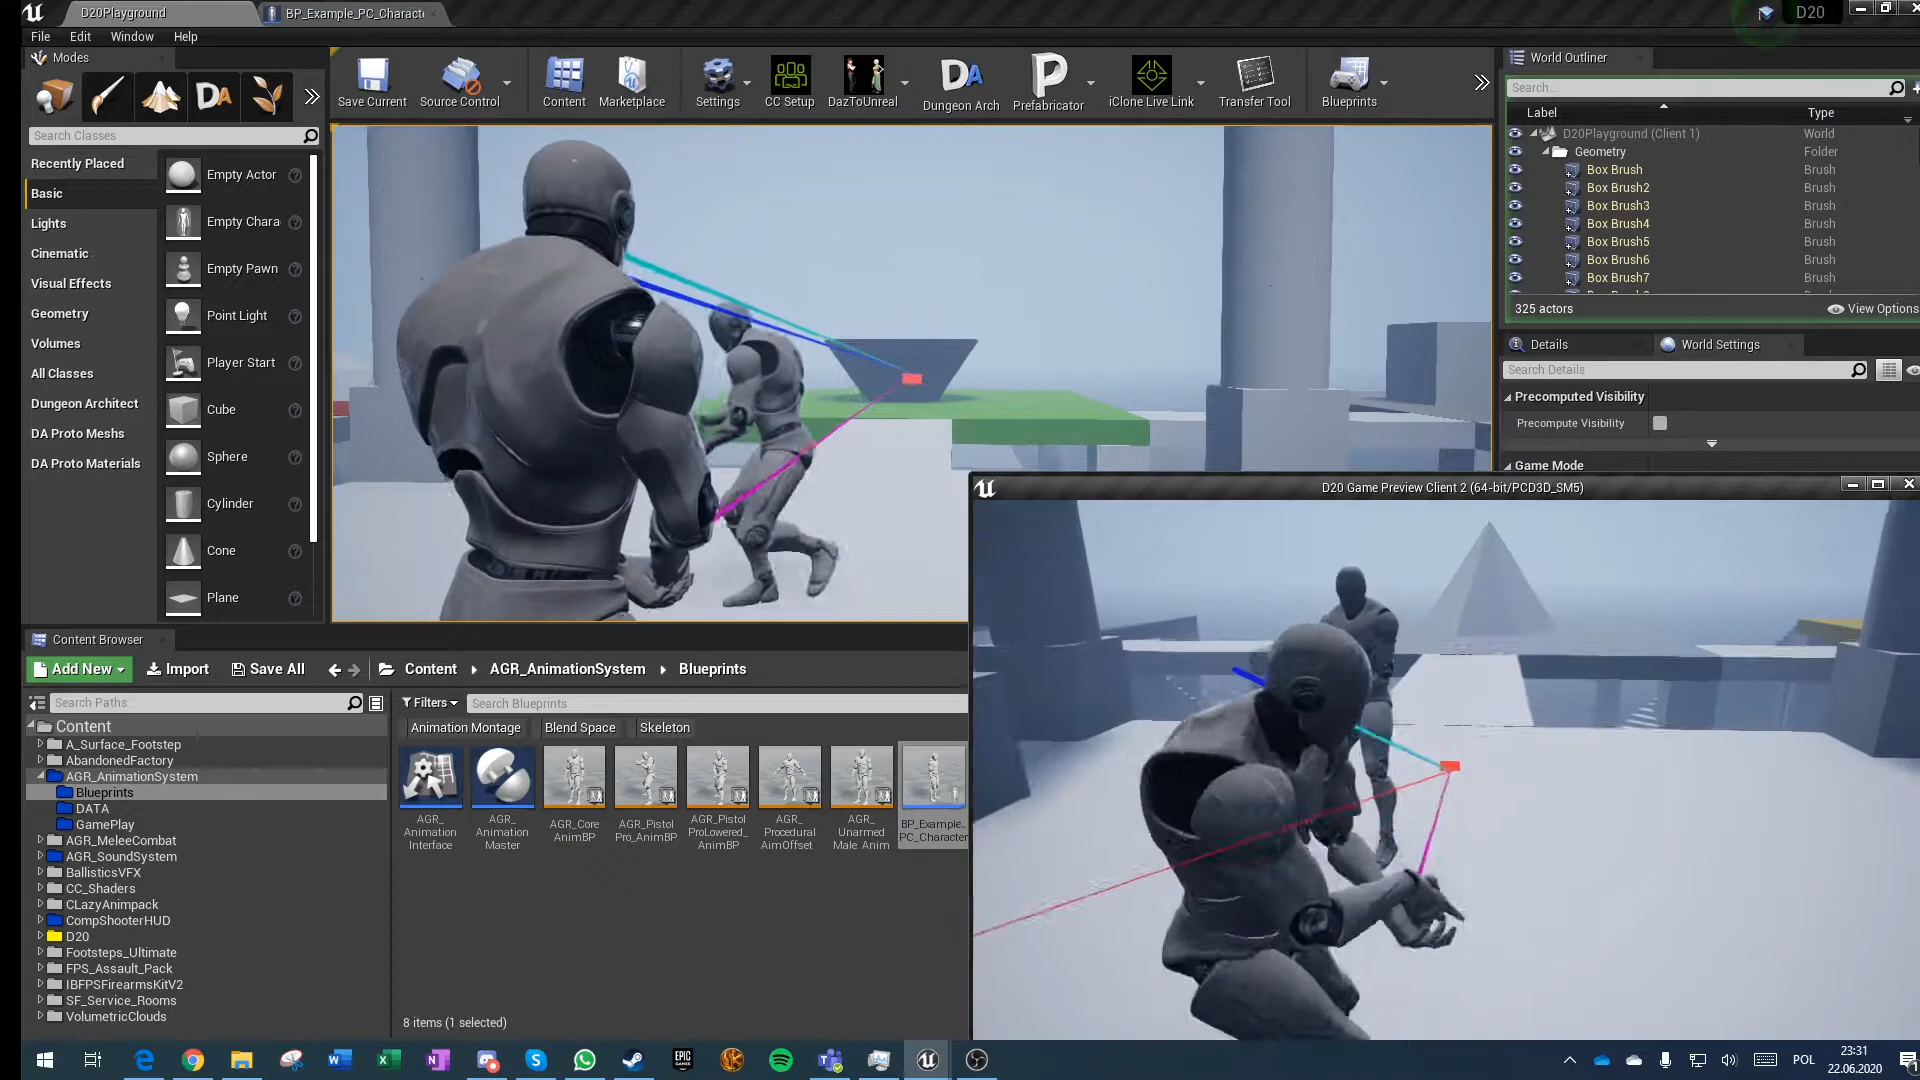 D20Playground
BP_Example_PC_Charact
D20
File Edit Window Help
Modes
Save Current
Source Control
Content
Marketplace
Settings
CC Setup
DazToUnreal
Dungeon Arch
Prefabricator
iClone Live Link
Transfer Tool
Blueprints
Search Classes
Recently Placed
Basic
Lights
Cinematic
Visual Effects
Geometry
Volumes
All Classes
Dungeon Architect
DA Proto Meshs
DA Proto Materials
Empty Actor
Empty Chara
Empty Pawn
Point Light
Player Start
Cube
Sphere
Cylinder
Cone
Plane
World Outliner
Search...
Label Type
D20Playground (Client 1) World
Geometry Folder
Box Brush Brush
Box Brush2 Brush
Box Brush3 Brush
Box Brush4 Brush
Box Brush5 Brush
Box Brush6 Brush
Box Brush7 Brush
325 actors View Options
Details World Settings
Search Details
Precomputed Visibility
Precompute Visibility
Game Mode
D20 Game Preview Client 2 (64-bit/PCD3D_SM5)
Content Browser
Add New Import Save All Content AGR_AnimationSystem Blueprints
Search Paths
Filters Search Blueprints
Animation Montage Blend Space Skeleton
Content
A_Surface_Footstep
AbandonedFactory
AGR_AnimationSystem
Blueprints
DATA
GamePlay
AGR_MeleeCombat
AGR_SoundSystem
BallisticsVFX
CC_Shaders
CLazyAnimpack
CompShooterHUD
D20
Footsteps_Ultimate
FPS_Assault_Pack
IBFPSFirearmsKitV2
SF_Service_Rooms
VolumetricClouds
AGR_
Animation
Interface
AGR_
Animation
Master
AGR_Core
AnimBP
AGR_Pistol
Pro_AnimBP
AGR_Pistol
ProLowered_
AnimBP
AGR_
Procedural
AimOffset
AGR_
Unarmed
Male_Anim
BP_Example_
PC_Character
8 items (1 selected)
POL
23:31
22.06.2020